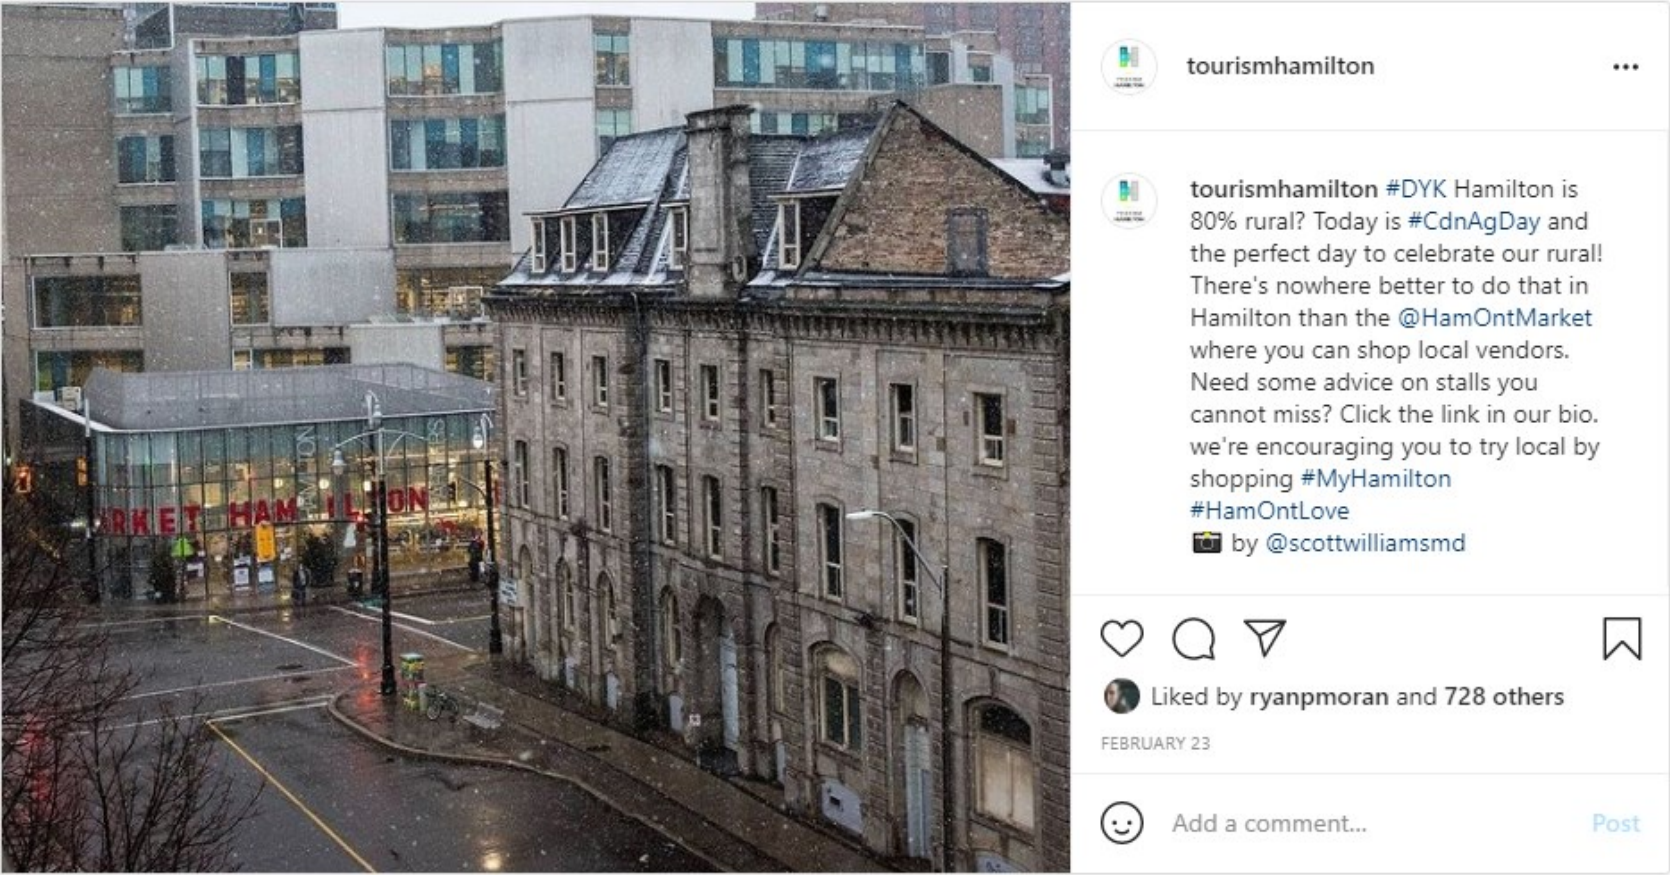 RKET HAMILTON
HAMILTON
tourismhamilton
tourismhamilton #DYK Hamilton is
80% rural? Today is #CdnAgDay and
the perfect day to celebrate our rural!
There's nowhere better to do that in
Hamilton than the @HamOntMarket
where you can shop local vendors.
Need some advice on stalls you
cannot miss? Click the link in our bio.
we're encouraging you to try local by
shopping #MyHamilton
#HamOntLove
by @scottwilliamsmd
Liked by ryanpmoran and 728 others
FEBRUARY 23
Add a comment... Post